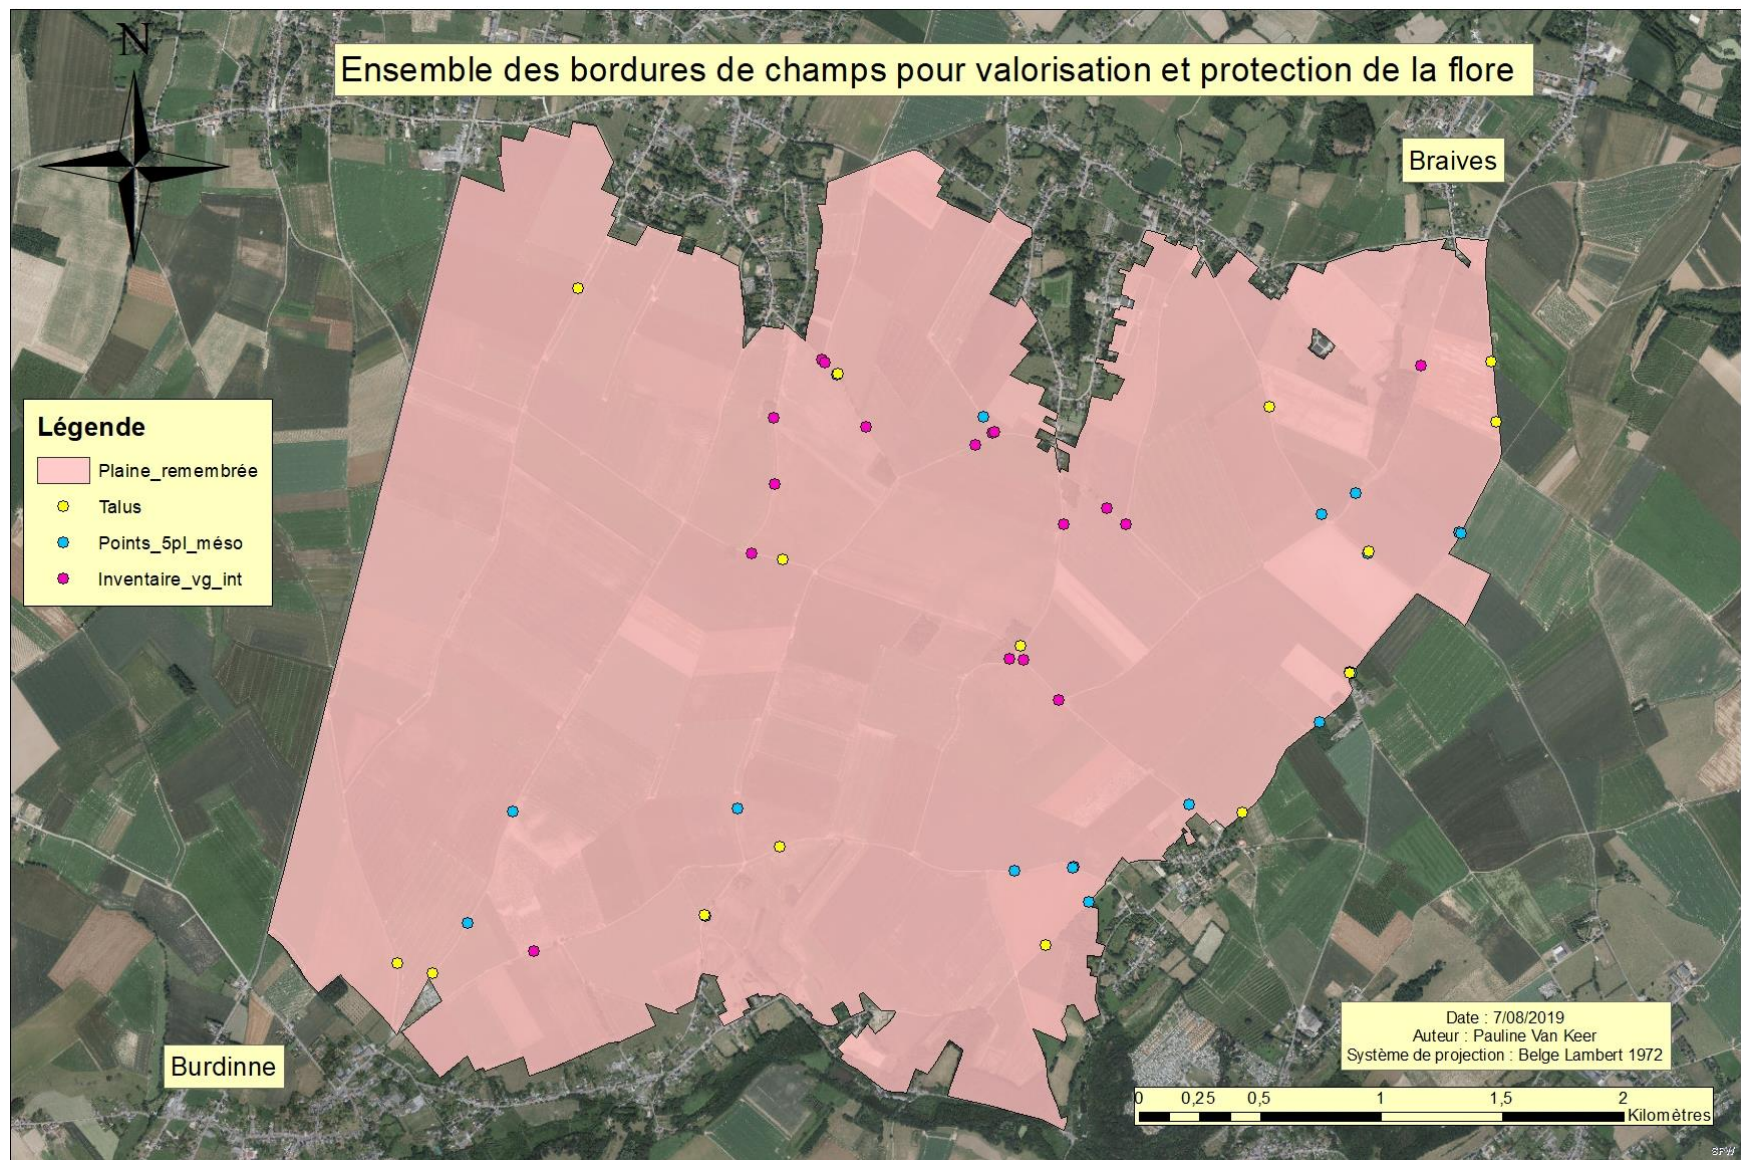 N
Ensemble des bordures de champs pour valorisation et protection de la flore
Braives
Légende
Plaine_remembrée
Talus
Points_5pl_méso
Inventaire_vg_int
Burdinne
Date : 7/08/2019
Auteur : Pauline Van Keer
Système de projection : Belge Lambert 1972
0 0,25 0,5 1 1,5 2
Kilomètres